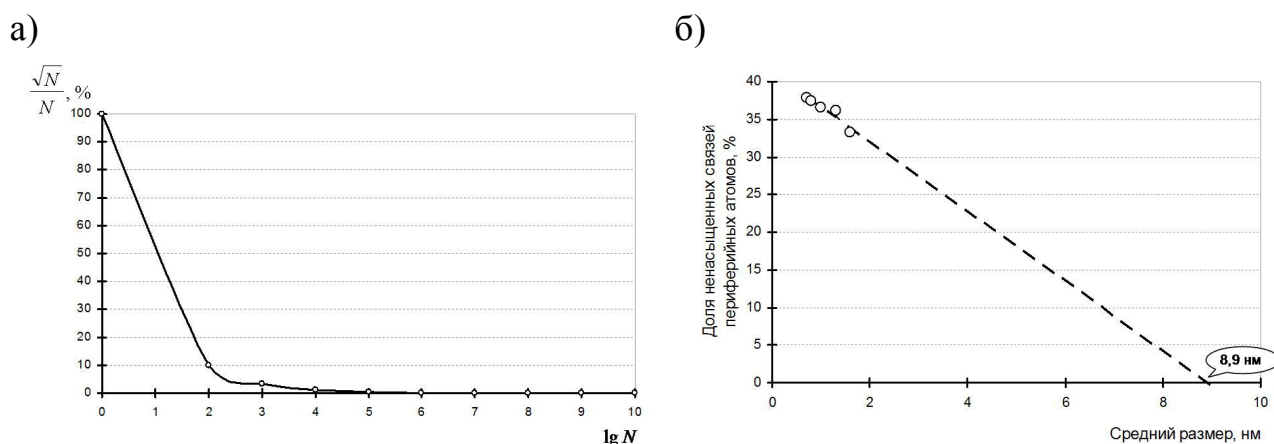 а)
б)
√N/N, %
100
90
80
70
60
50
40
30
20
10
0
0 1 2 3 4 5 6 7 8 9 10
lg N
Доля ненасыщенных связей
периферийных атомов, %
40
35
30
25
20
15
10
5
0
8,9 нм
0 2 4 6 8 10
Средний размер, нм